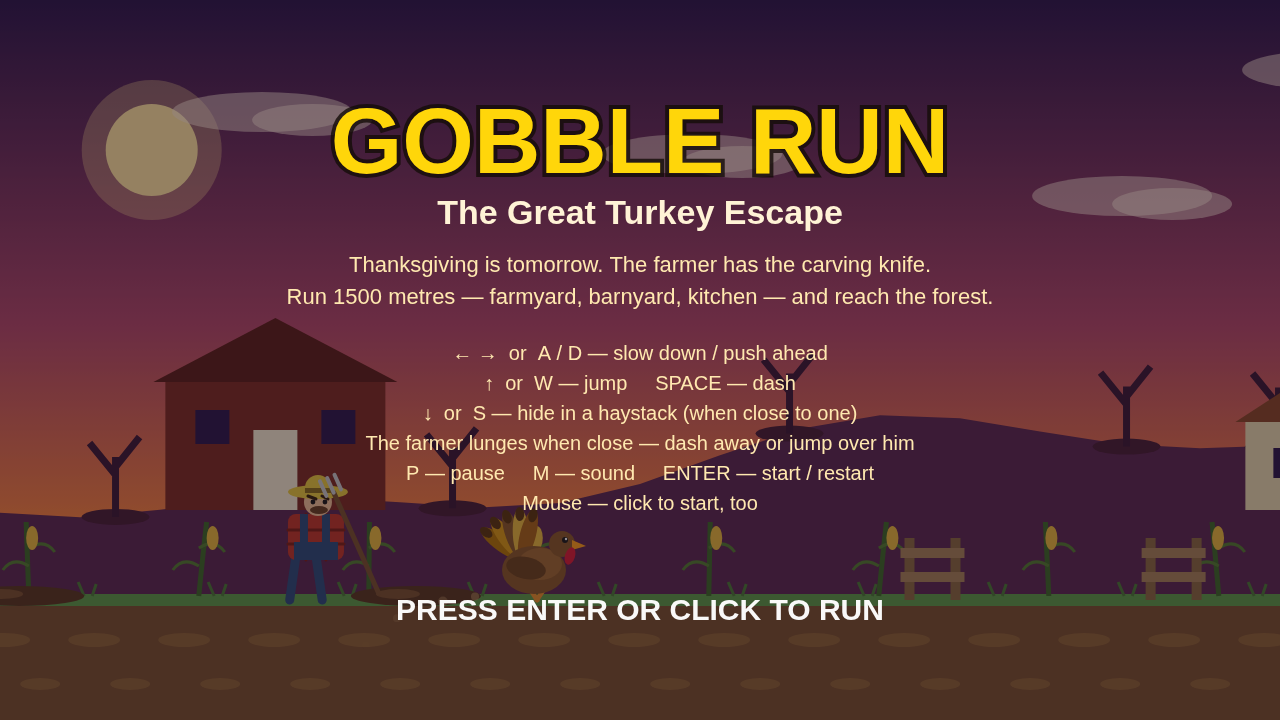 GOBBLE RUN
The Great Turkey Escape
Thanksgiving is tomorrow. The farmer has the carving knife.
Run 1500 metres — farmyard, barnyard, kitchen — and reach the forest.
← → or A / D — slow down / push ahead
↑ or W — jump SPACE — dash
↓ or S — hide in a haystack (when close to one)
The farmer lunges when close — dash away or jump over him
P — pause M — sound ENTER — start / restart
Mouse — click to start, too
PRESS ENTER OR CLICK TO RUN